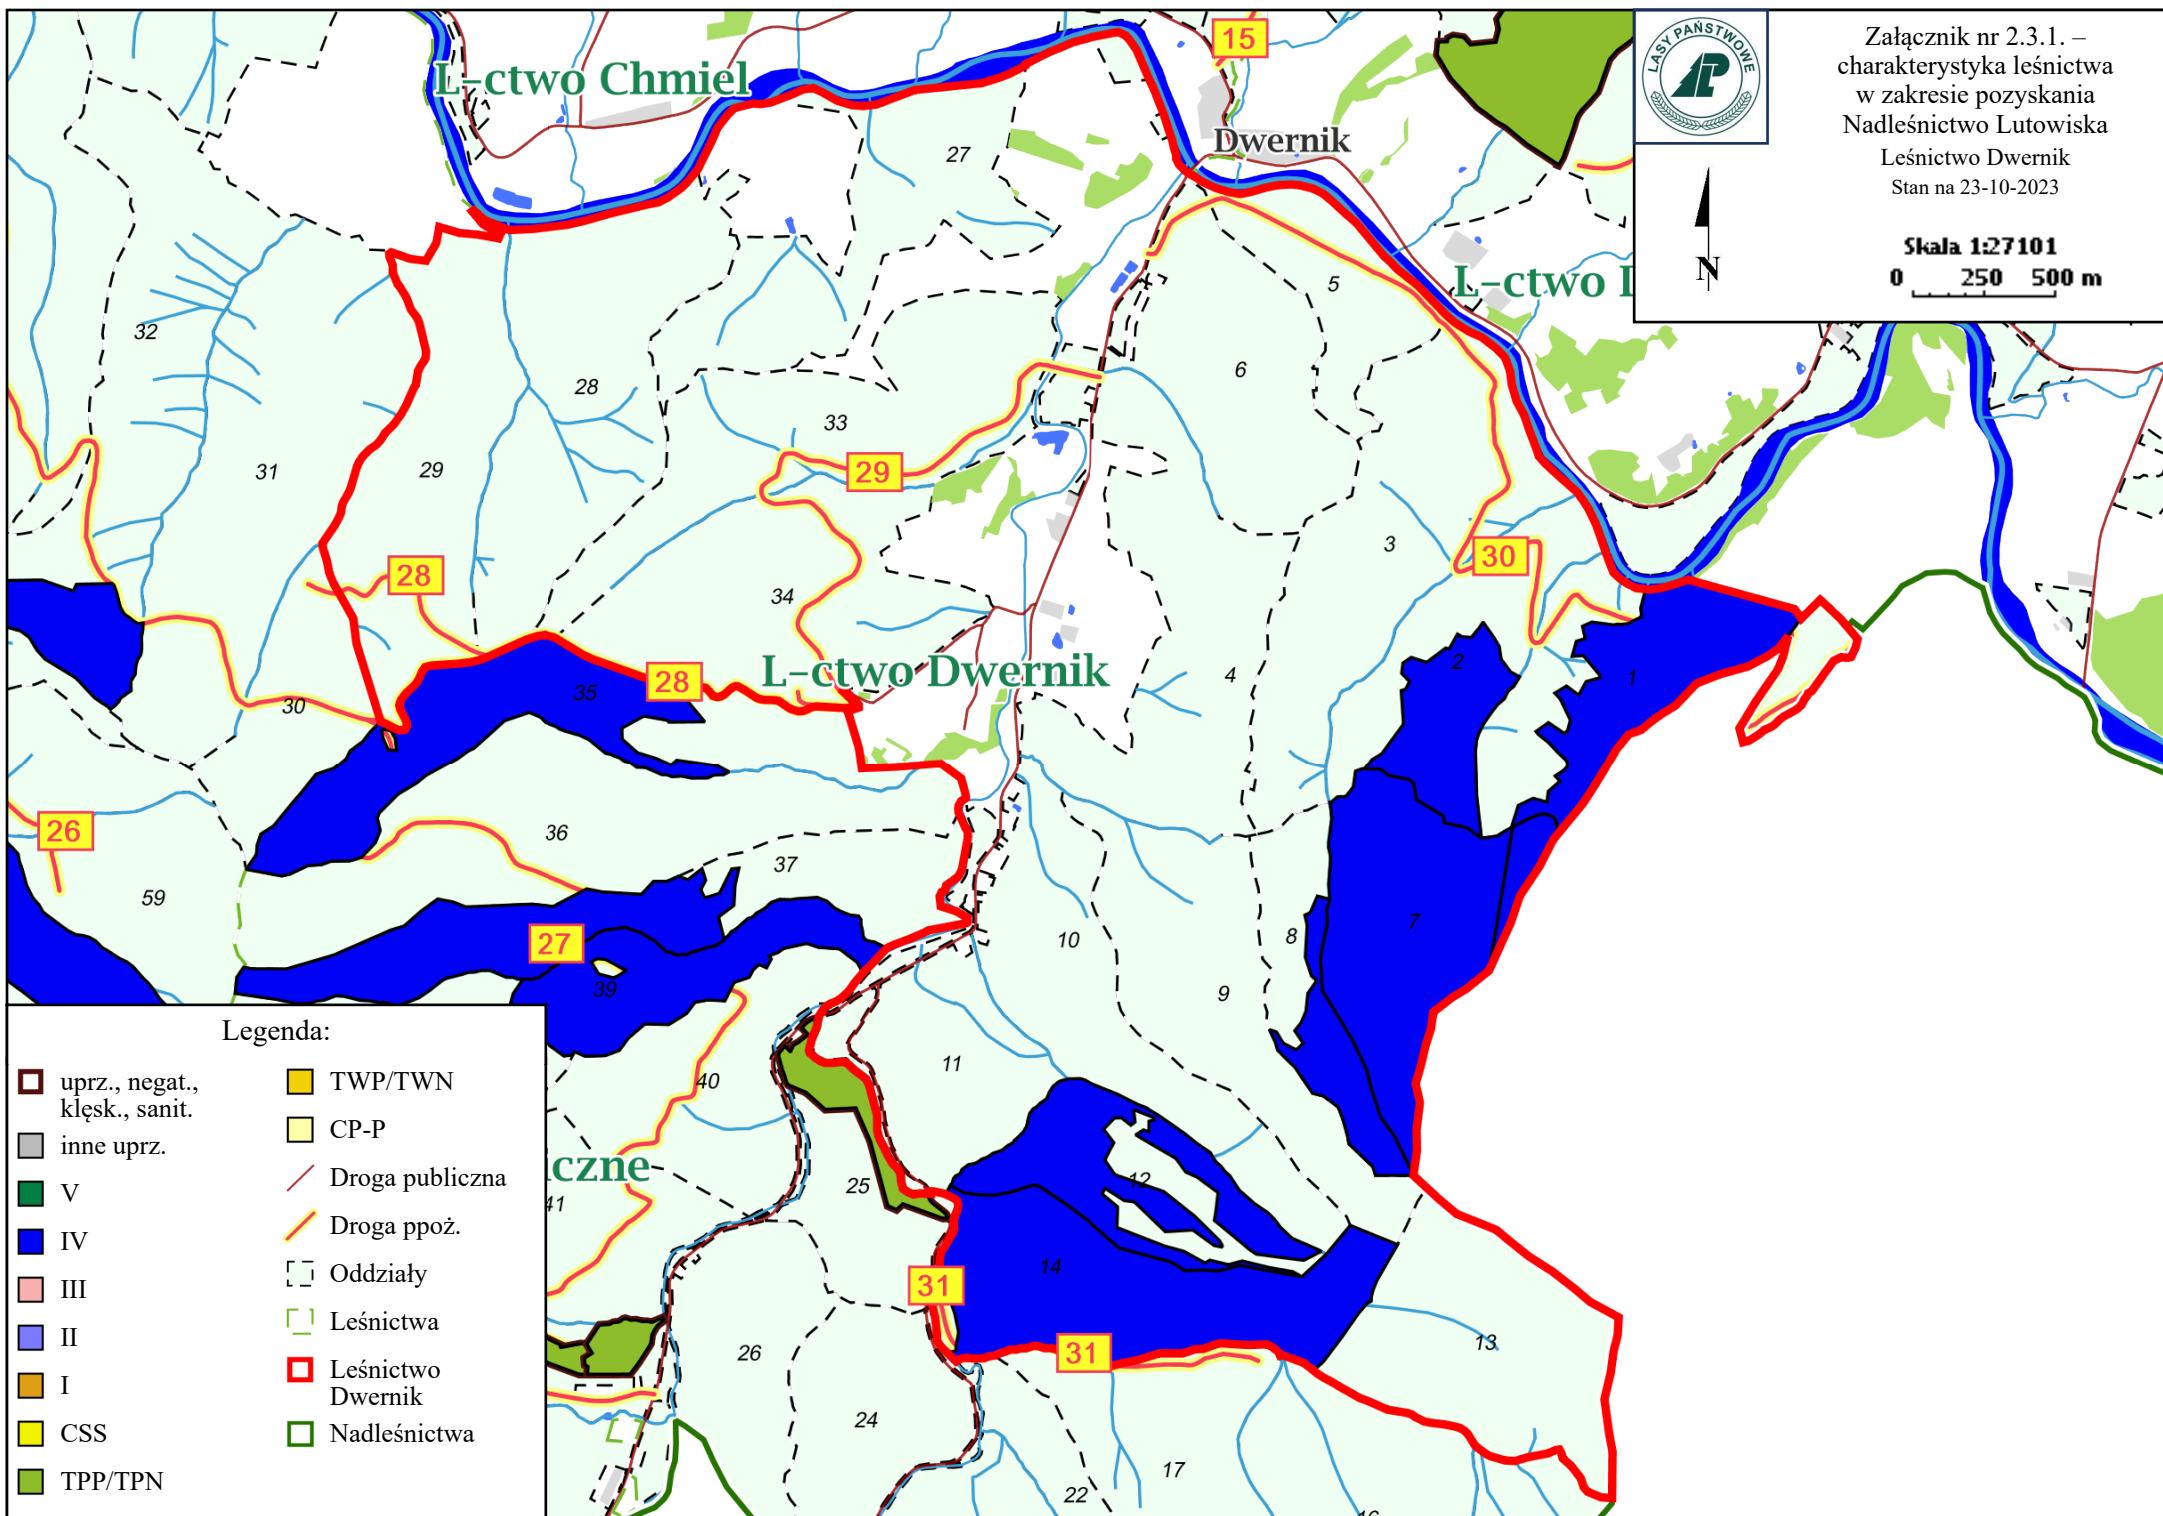 LASY PAŃSTWOWE
Załącznik nr 2.3.1. –
charakterystyka leśnictwa
w zakresie pozyskania
Nadleśnictwo Lutowiska
Leśnictwo Dwernik
Stan na 23-10-2023
Skala 1:27101
0 250 500 m
N
15
L-ctwo Chmiel
Dwernik
27
5
L-ctwo
32
6
28
33
31
29
29
3
30
28
34
2
1
4
L-ctwo Dwernik
28
35
30
26
36
37
59
7
8
10
27
9
39
11
40
12
czne
25
41
14
31
13
31
26
24
17
22
16
Legenda:
uprz., negat.,
klęsk., sanit.
inne uprz.
V
IV
III
II
I
CSS
TPP/TPN
TWP/TWN
CP-P
Droga publiczna
Droga ppoż.
Oddziały
Leśnictwa
Leśnictwo
Dwernik
Nadleśnictwa